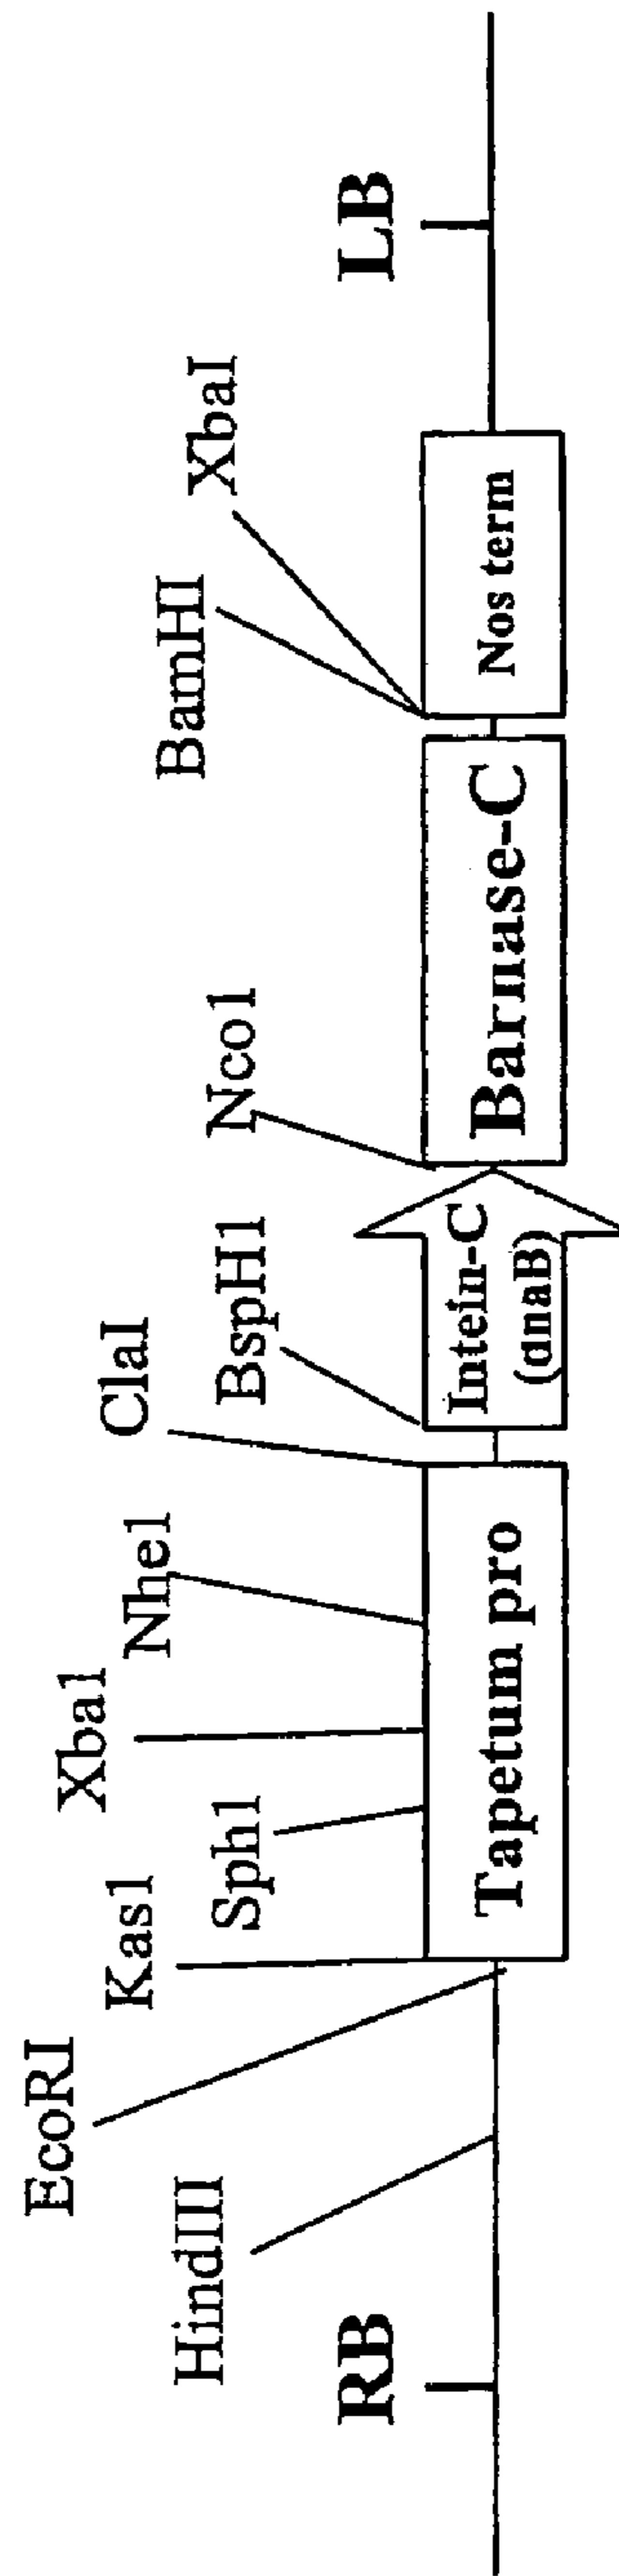 RB
HindIII
EcoRI
Kas1
Sph1
Xba1
Nhe1
ClaI
BspH1
Nco1
BamHI
XbaI
LB
Tapetum pro
Intein-C
(dnaB)
Barnase-C
Nos term